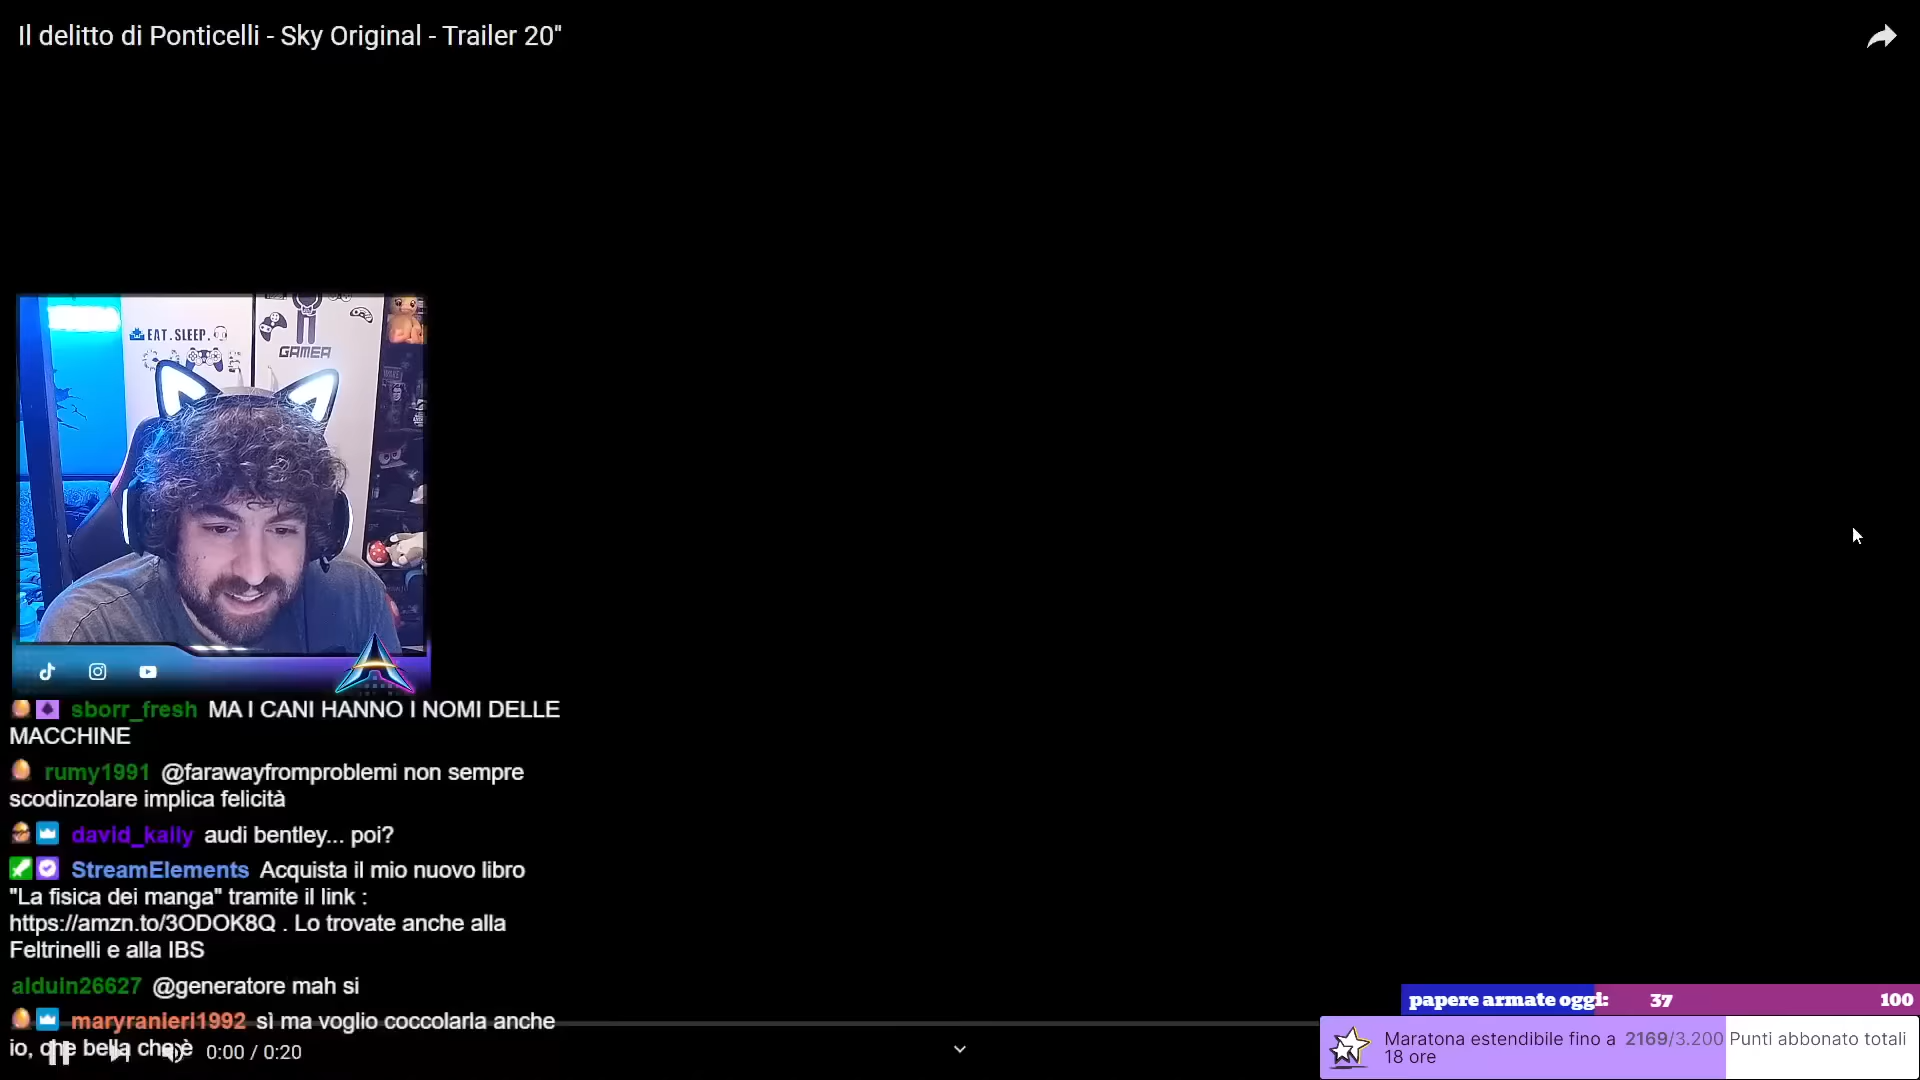 Il delitto di Ponticelli - Sky Original - Trailer 20"
EAT.SLEEP.
GAMER
sborr_fresh MA I CANI HANNO I NOMI DELLE
MACCHINE
rumy1991 @farawayfromproblemi non sempre
scodinzolare implica felicità
david_kally audi bentley... poi?
StreamElements Acquista il mio nuovo libro
"La fisica dei manga" tramite il link :
https://amzn.to/3ODOK8Q . Lo trovate anche alla
Feltrinelli e alla IBS
alduin26627 @generatore mah si
maryranieri1992 sì ma voglio coccolarla anche
io, che bella che è
0:00 / 0:20
papere armate oggi: 37 100
Maratona estendibile fino a 2169/3.200 Punti abbonato totali
18 ore